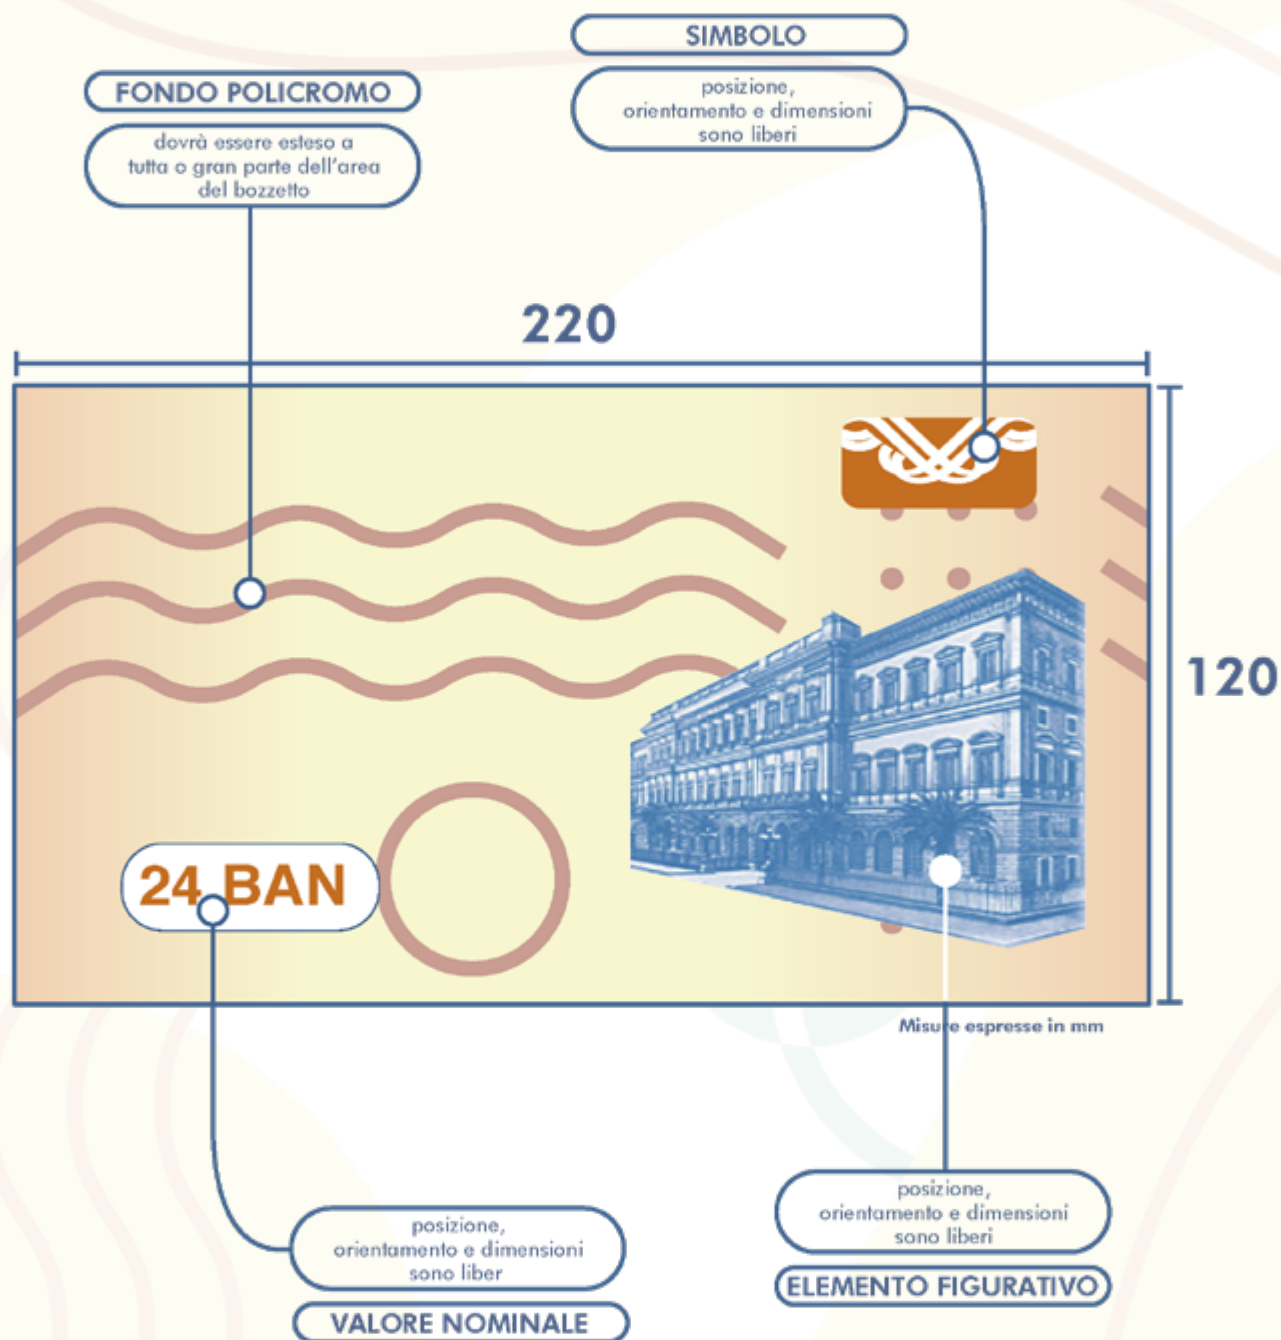 SIMBOLO
posizione,
orientamento e dimensioni
sono liberi
FONDO POLICROMO
dovrà essere esteso a
tutta o gran parte dell'area
del bozzetto
220
120
24 BAN
Misure espresse in mm
posizione,
orientamento e dimensioni
sono liberi
ELEMENTO FIGURATIVO
posizione,
orientamento e dimensioni
sono liber
VALORE NOMINALE